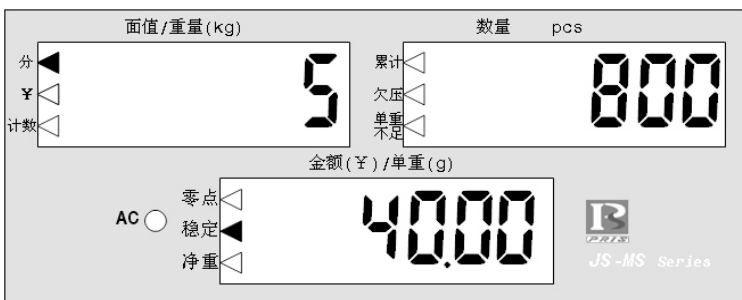 面值/重量(kg)
数量 pcs
分
¥
计数
5
累计
欠压
单重
不足
800
金额(¥)/单重(g)
AC
零点
稳定
净重
40.00
PRIS
JS-MS Series